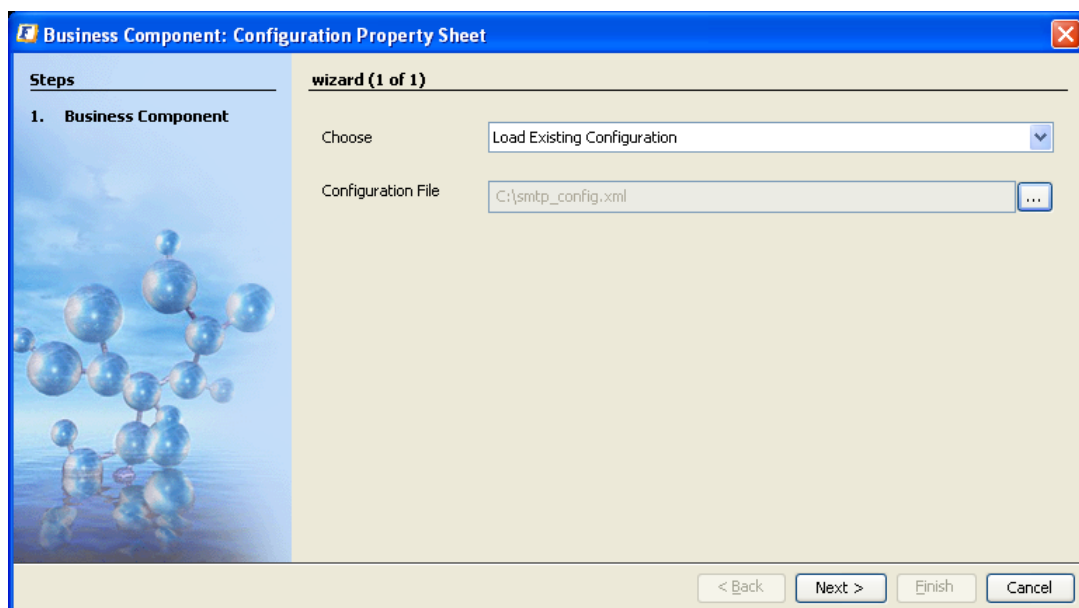 Business Component: Configuration Property Sheet
Steps
1. Business Component
wizard (1 of 1)
Choose
Load Existing Configuration
Configuration File
C:\smtp_config.xml
...
< Back
Next >
Finish
Cancel